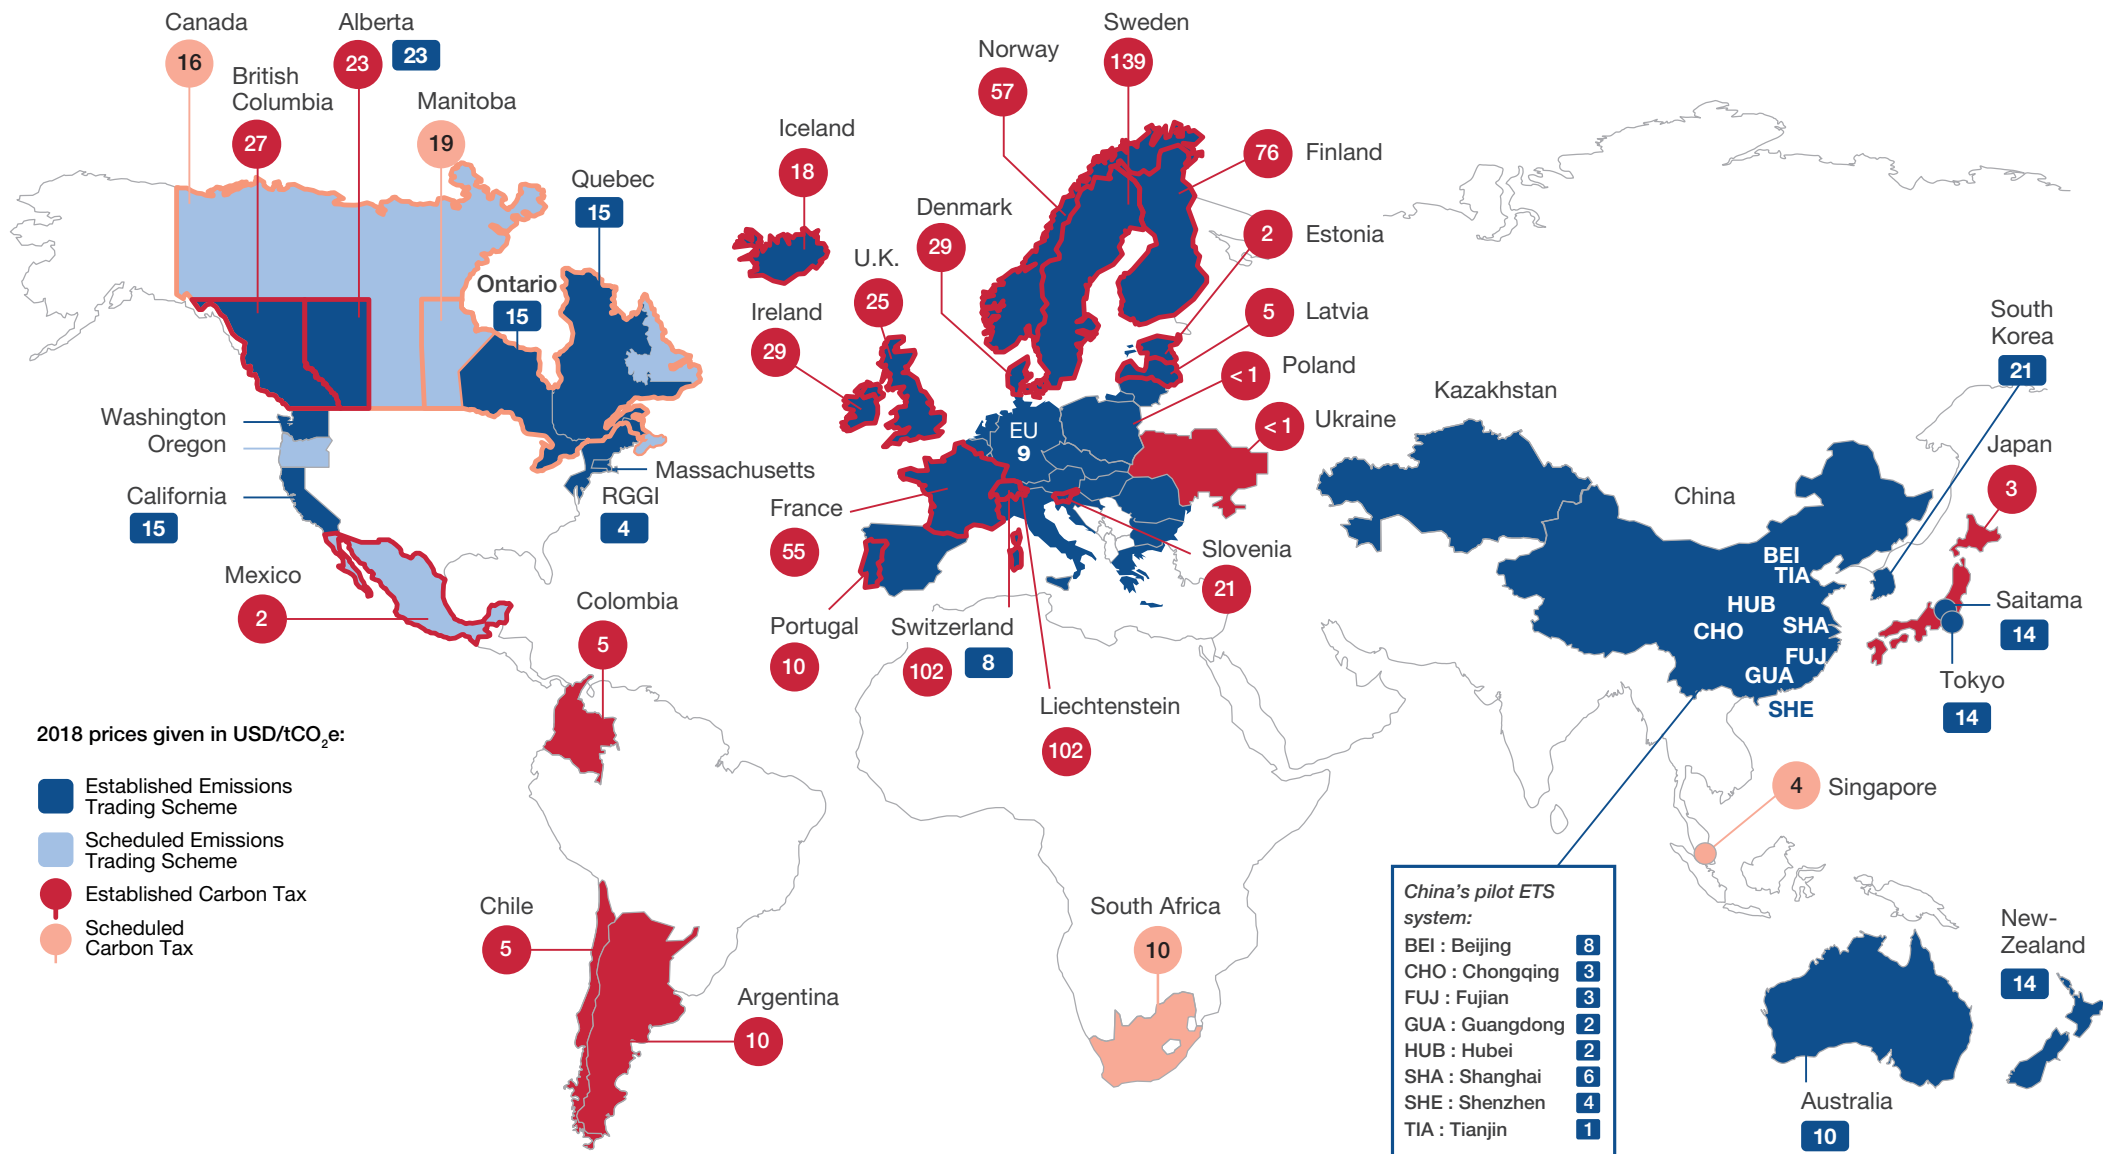 Canada
16
Alberta
23
23
British
Columbia
27
Manitoba
19
Quebec
15
Ontario
15
Washington
Oregon
California
15
Massachusetts
RGGI
4
Mexico
2
Colombia
5
Chile
5
Argentina
10
Iceland
18
Norway
57
Sweden
139
Finland
76
Denmark
29
Estonia
2
U.K.
25
Ireland
29
Latvia
5
Poland
< 1
Ukraine
< 1
EU
9
France
55
Slovenia
21
Portugal
10
Switzerland
102
8
Liechtenstein
102
South Africa
10
Kazakhstan
China
BEI
TIA
HUB
CHO
SHA
FUJ
GUA
SHE
South
Korea
21
Japan
3
Saitama
14
Tokyo
14
Singapore
4
New-
Zealand
14
Australia
10
2018 prices given in USD/tCO2e:
Established Emissions
Trading Scheme
Scheduled Emissions
Trading Scheme
Established Carbon Tax
Scheduled
Carbon Tax
China's pilot ETS
system:
BEI : Beijing 8
CHO : Chongqing 3
FUJ : Fujian 3
GUA : Guangdong 2
HUB : Hubei 2
SHA : Shanghai 6
SHE : Shenzhen 4
TIA : Tianjin 1